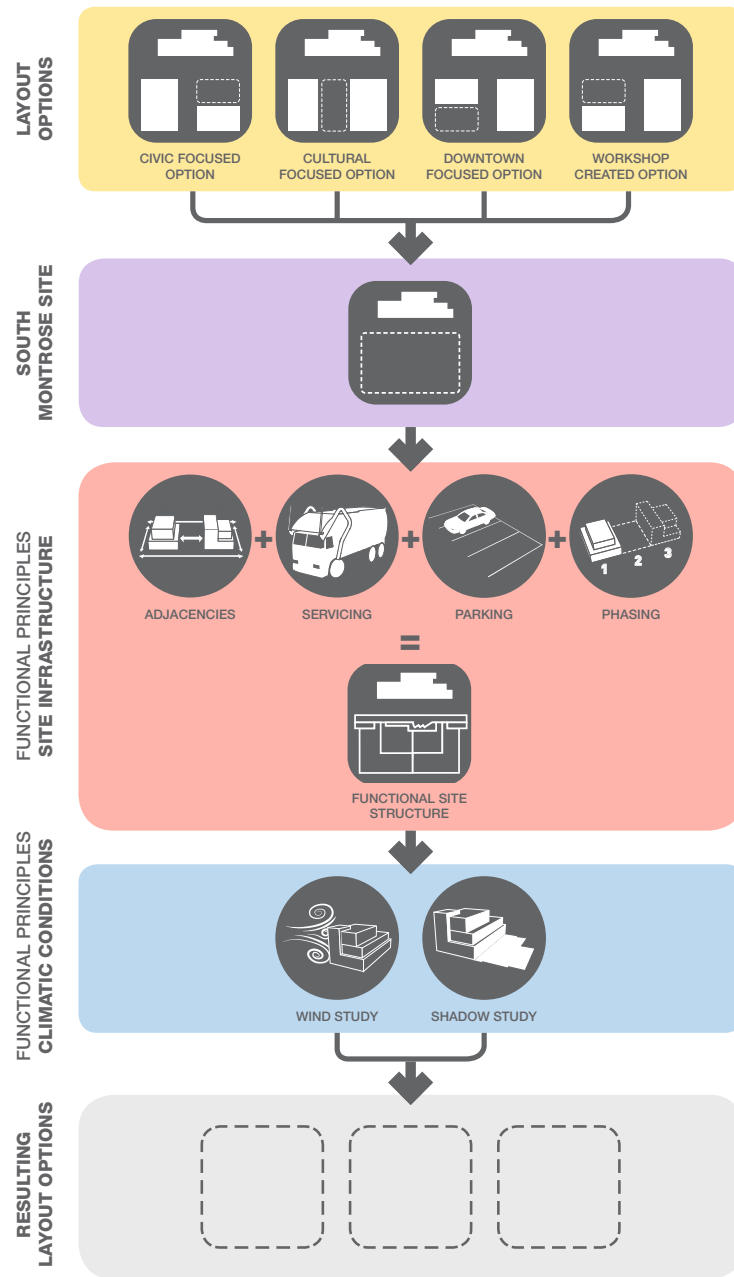 LAYOUT
OPTIONS
CIVIC FOCUSED
OPTION
CULTURAL
FOCUSED OPTION
DOWNTOWN
FOCUSED OPTION
WORKSHOP
CREATED OPTION
SOUTH
MONTROSE SITE
FUNCTIONAL PRINCIPLES
SITE INFRASTRUCTURE
+
+
+
1
2
3
ADJACENCIES
SERVICING
PARKING
PHASING
=
FUNCTIONAL SITE
STRUCTURE
FUNCTIONAL PRINCIPLES
CLIMATIC CONDITIONS
WIND STUDY
SHADOW STUDY
RESULTING
LAYOUT OPTIONS